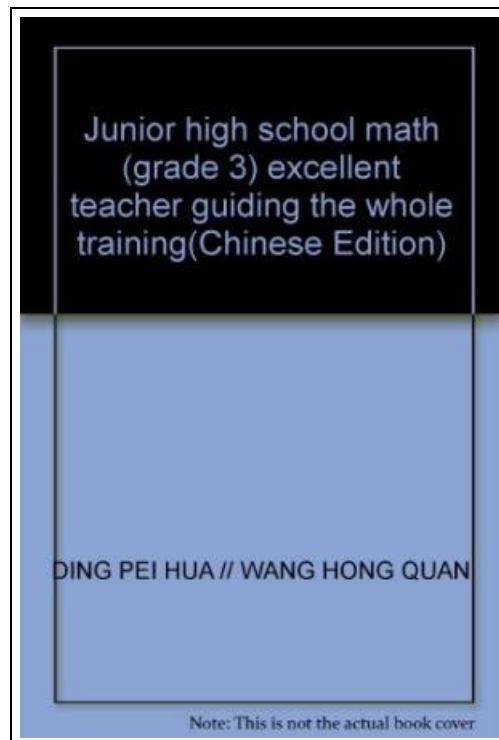 Junior high school math
(grade 3) excellent
teacher guiding the whole
training(Chinese Edition)
DING PEI HUA // WANG HONG QUAN
Note: This is not the actual book cover